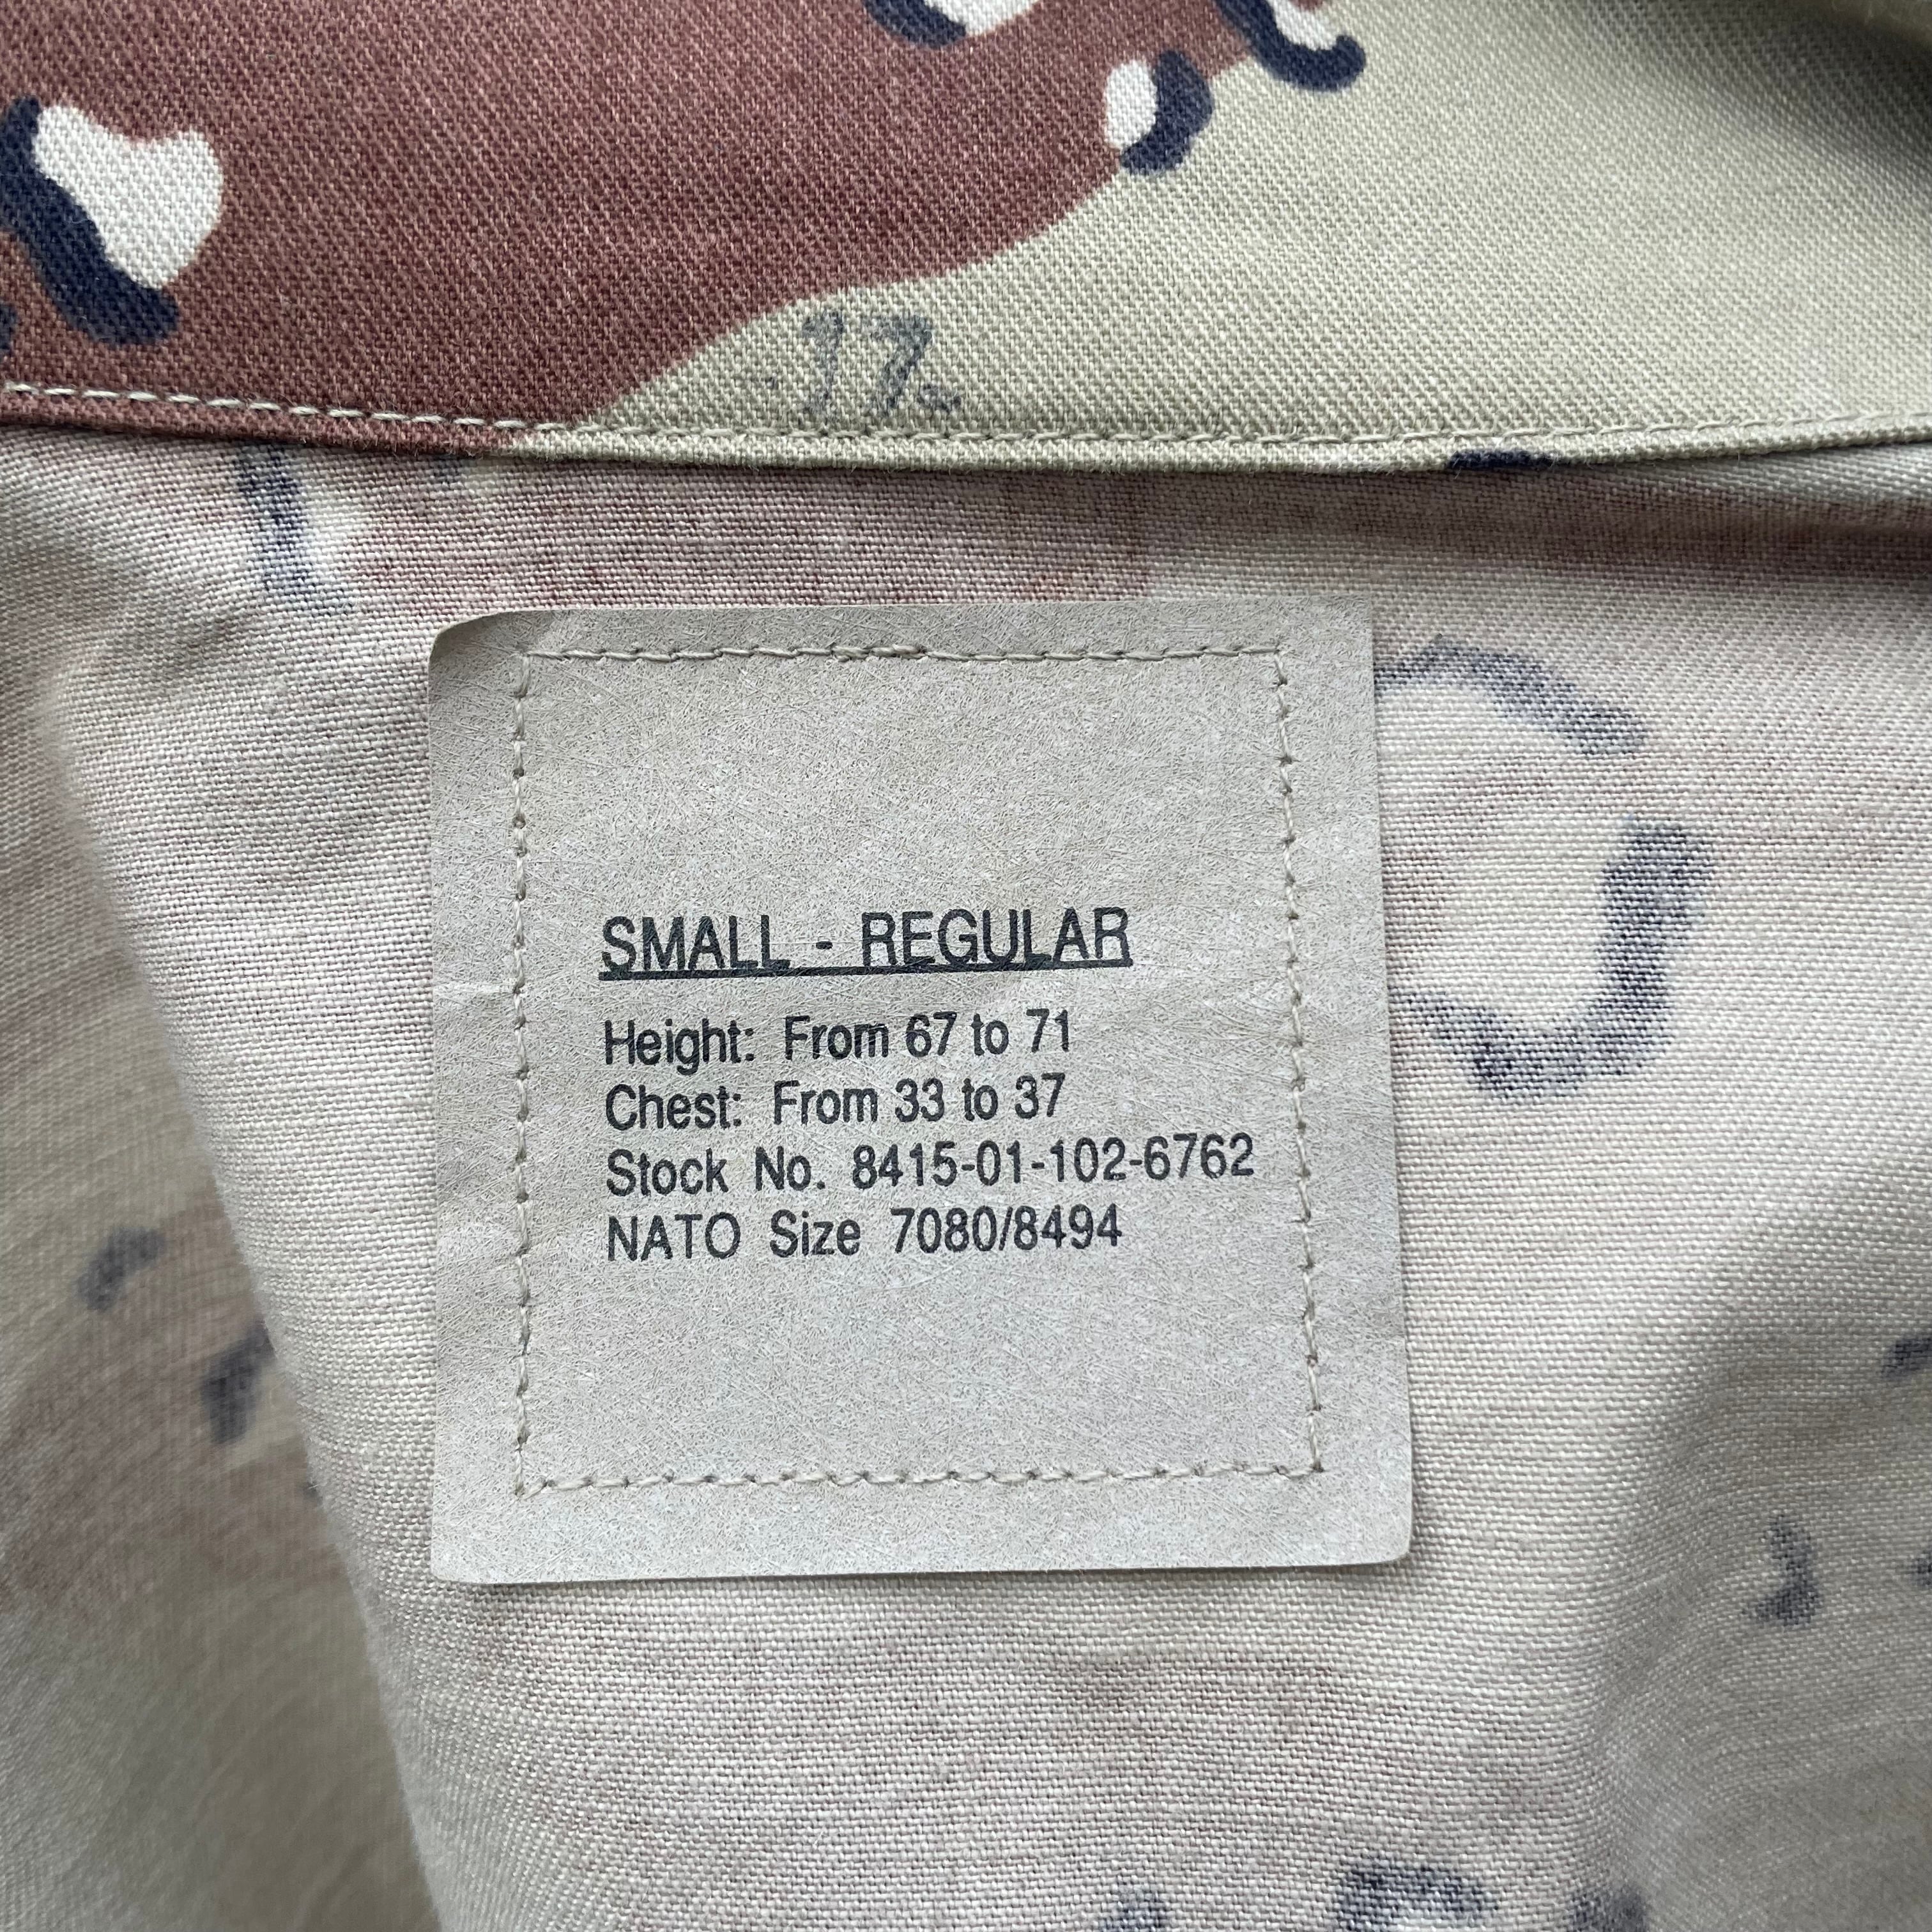 17
SMALL - REGULAR
Height: From 67 to 71
Chest: From 33 to 37
Stock No. 8415-01-102-6762
NATO Size 7080/8494